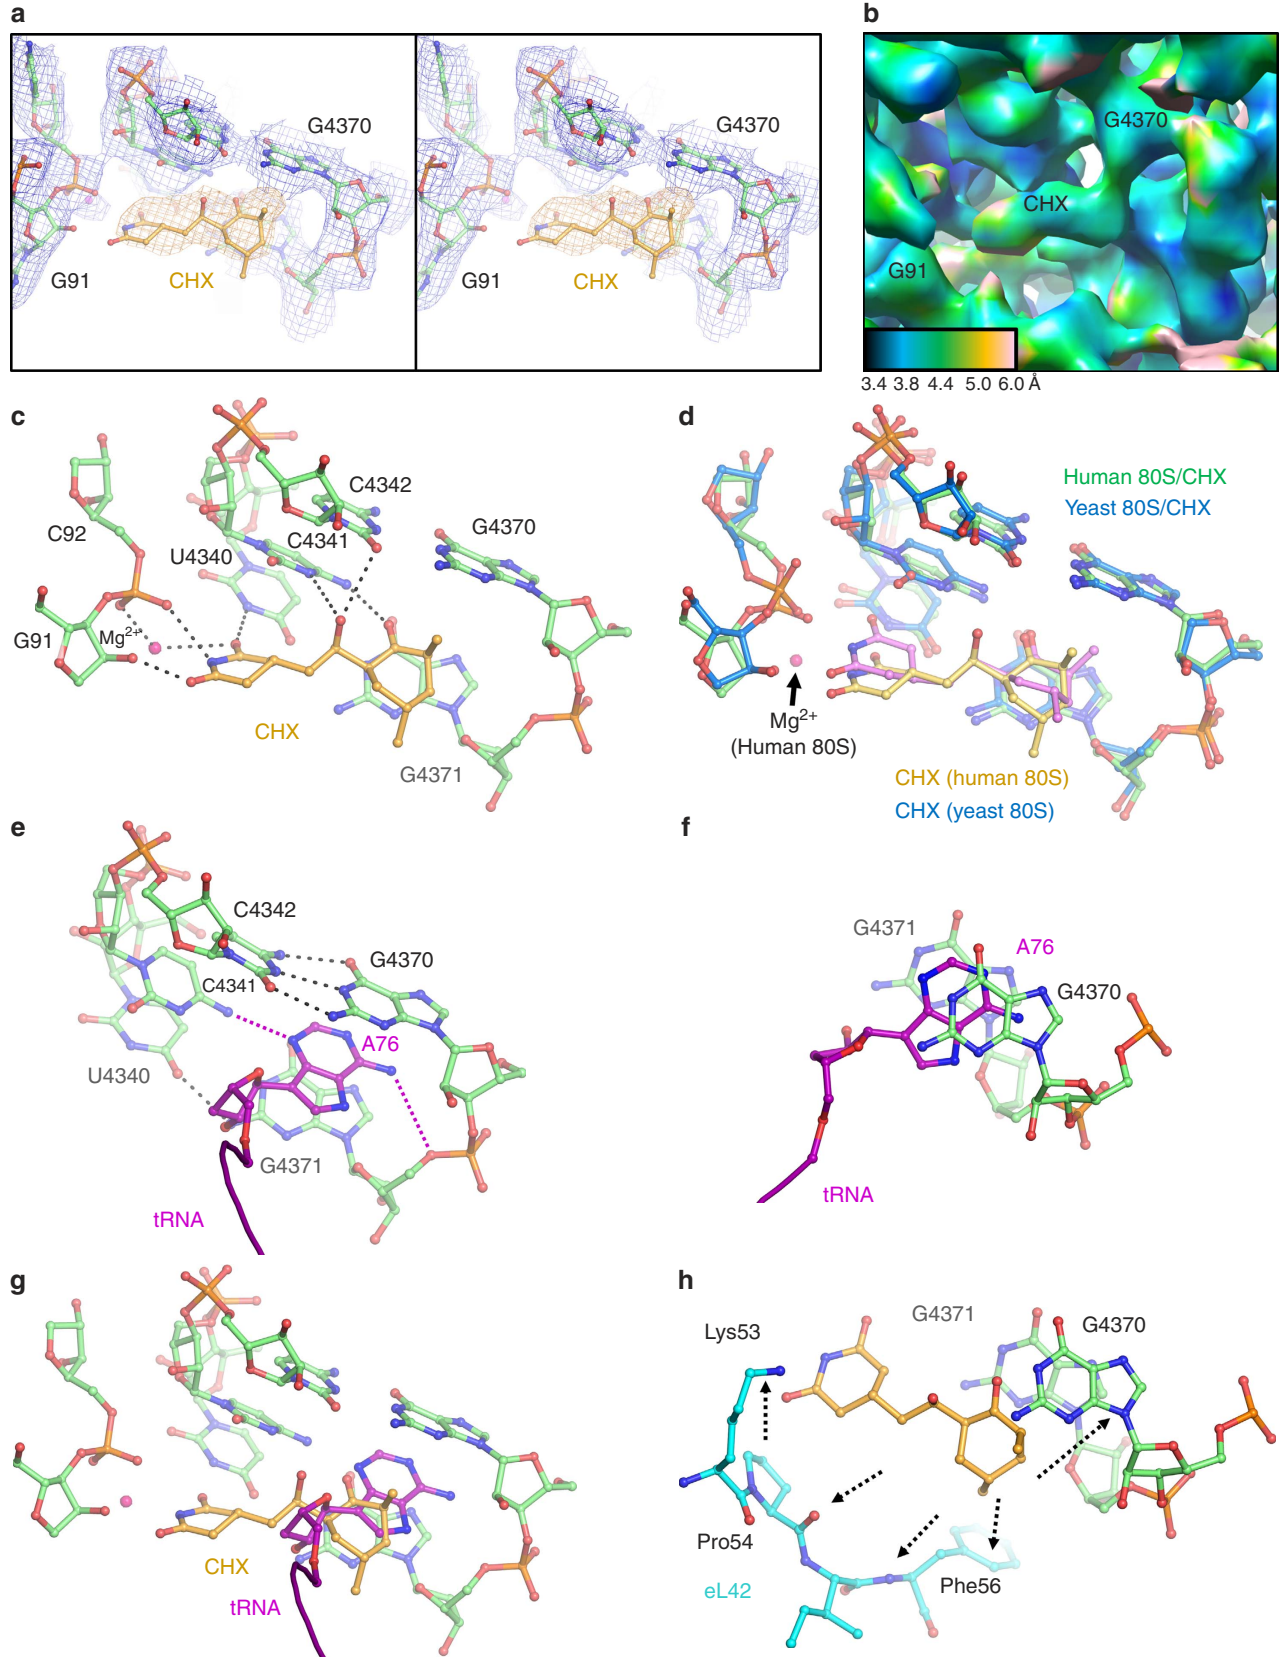 a
G4370
G91
CHX
G4370
G91
CHX
b
G4370
CHX
G91
3.4 3.8 4.4 5.0 6.0 Å
c
C92
C4342
G4370
C4341
U4340
G91
Mg²⁺
CHX
G4371
d
Human 80S/CHX
Yeast 80S/CHX
Mg²⁺
(Human 80S)
CHX (human 80S)
CHX (yeast 80S)
e
C4342
G4370
C4341
A76
U4340
G4371
tRNA
f
G4371
A76
G4370
tRNA
g
CHX
tRNA
h
G4371
G4370
Lys53
Pro54
Phe56
eL42